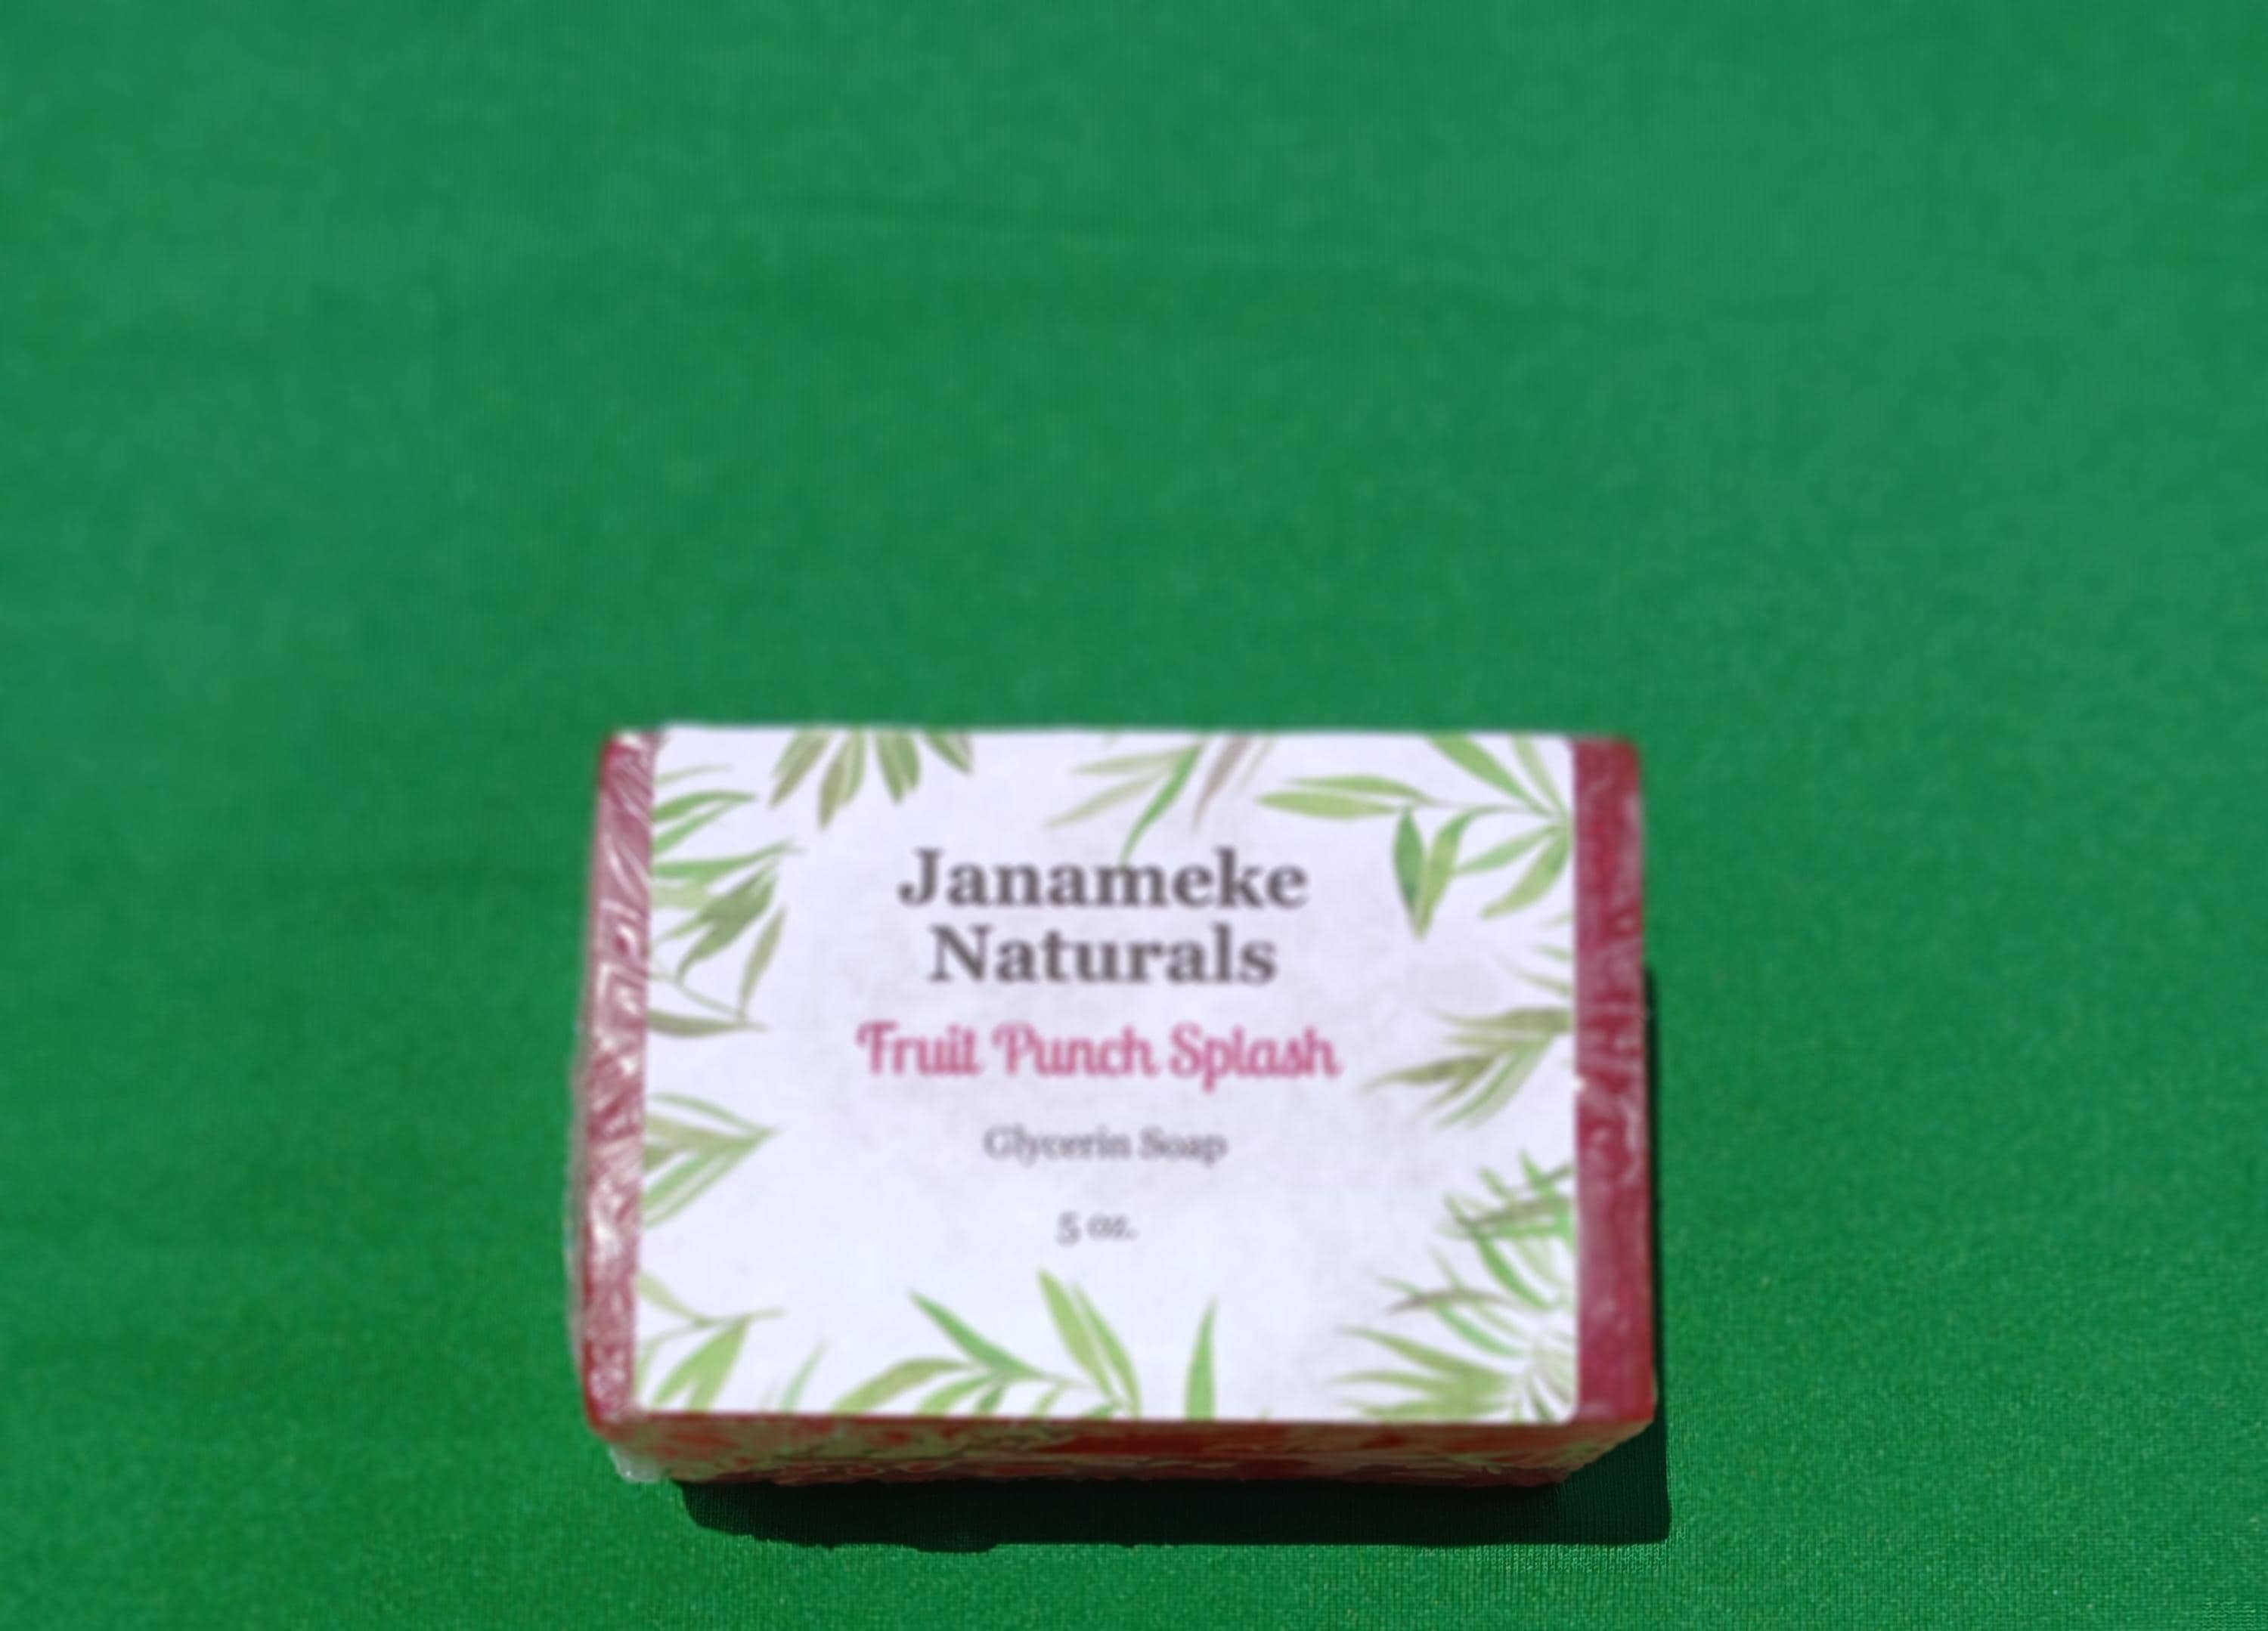 Janameke
Naturals
Fruit Punch Splash
Glycerin Soap
5 oz.